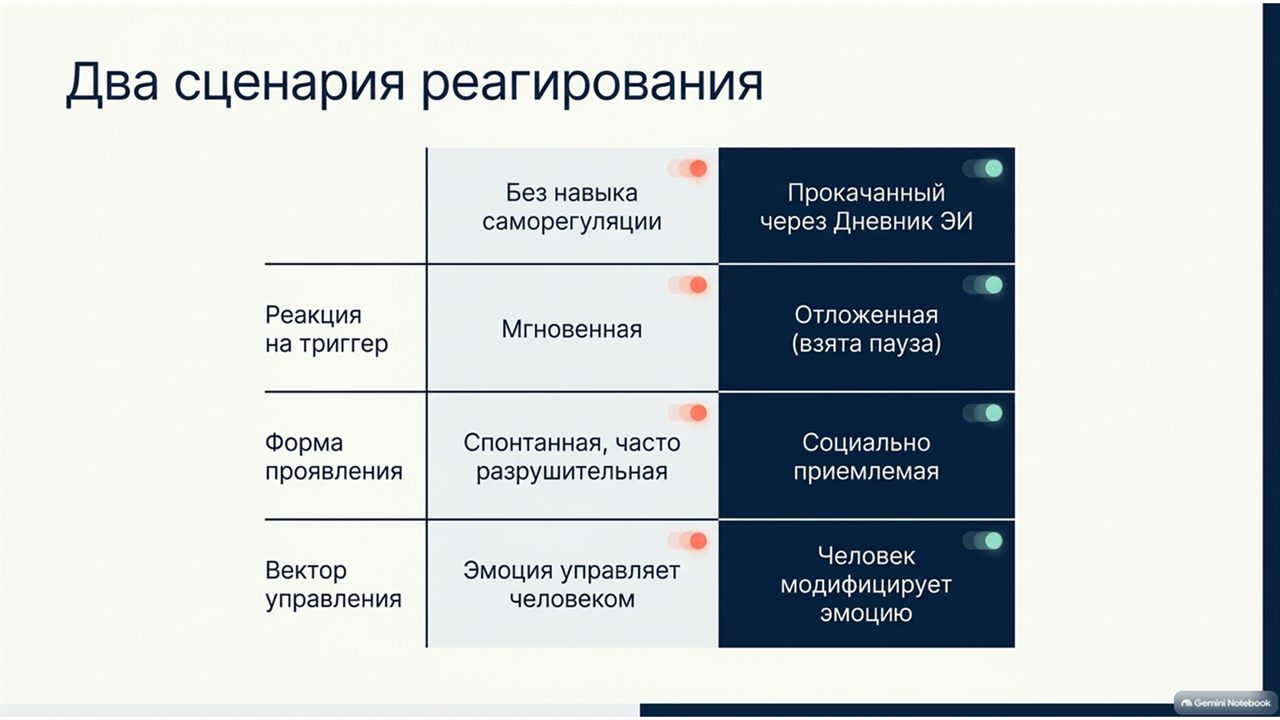 Два сценария реагирования
Без навыка
саморегуляции
Прокачанный
через Дневник ЭИ
Реакция
на триггер
Мгновенная
Отложенная
(взята пауза)
Форма
проявления
Спонтанная, часто
разрушительная
Социально
приемлемая
Вектор
управления
Эмоция управляет
человеком
Человек
модифицирует
эмоцию
Gemini Notebook